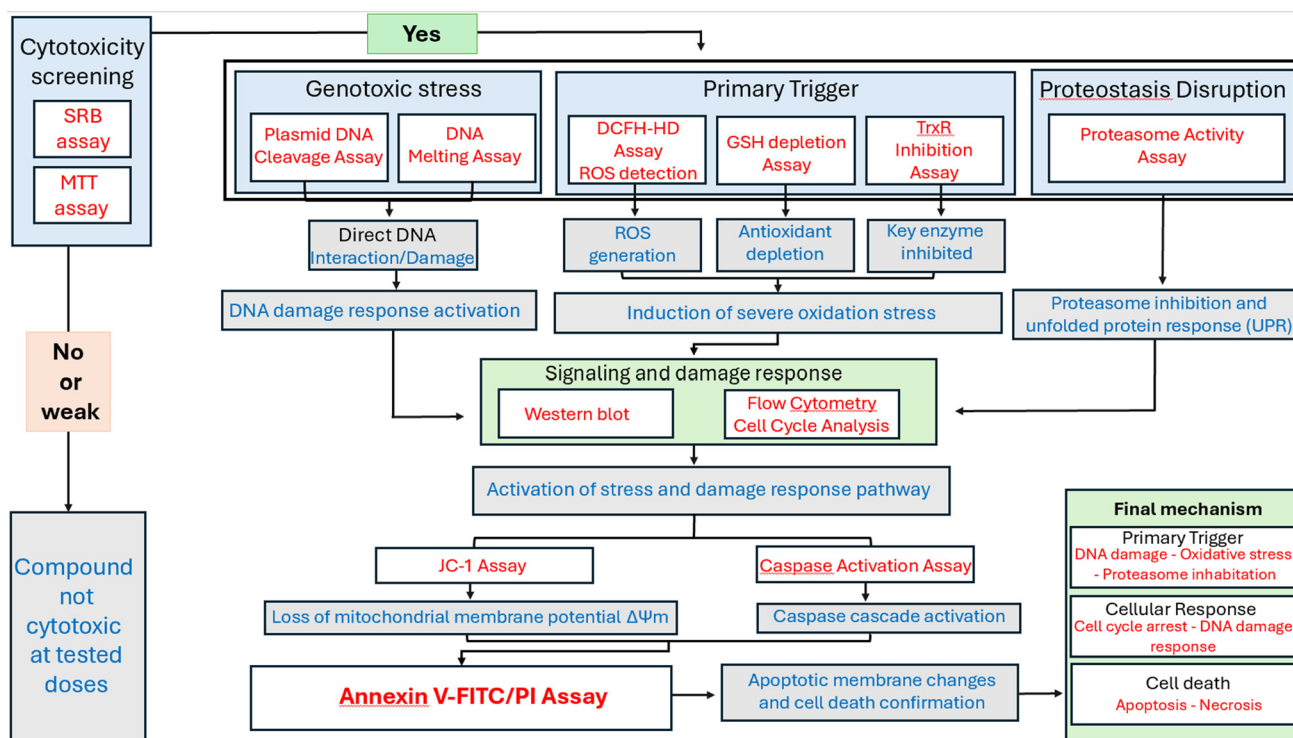 Yes
Cytotoxicity
screening
SRB
assay
MTT
assay
Genotoxic stress
Plasmid DNA
Cleavage Assay
DNA
Melting Assay
Primary Trigger
DCFH-HD
Assay
ROS detection
GSH depletion
Assay
TrxR
Inhibition
Assay
Proteostasis Disruption
Proteasome Activity
Assay
Direct DNA
Interaction/Damage
ROS
generation
Antioxidant
depletion
Key enzyme
inhibited
DNA damage response activation
Induction of severe oxidation stress
Proteasome inhibition and
unfolded protein response (UPR)
No
or
weak
Signaling and damage response
Western blot
Flow Cytometry
Cell Cycle Analysis
Activation of stress and damage response pathway
Compound
not
cytotoxic
at tested
doses
JC-1 Assay
Caspase Activation Assay
Loss of mitochondrial membrane potential ΔΨm
Caspase cascade activation
Annexin V-FITC/PI Assay
Apoptotic membrane changes
and cell death confirmation
Final mechanism
Primary Trigger
DNA damage - Oxidative stress
- Proteasome inhabitation
Cellular Response
Cell cycle arrest - DNA damage
response
Cell death
Apoptosis - Necrosis